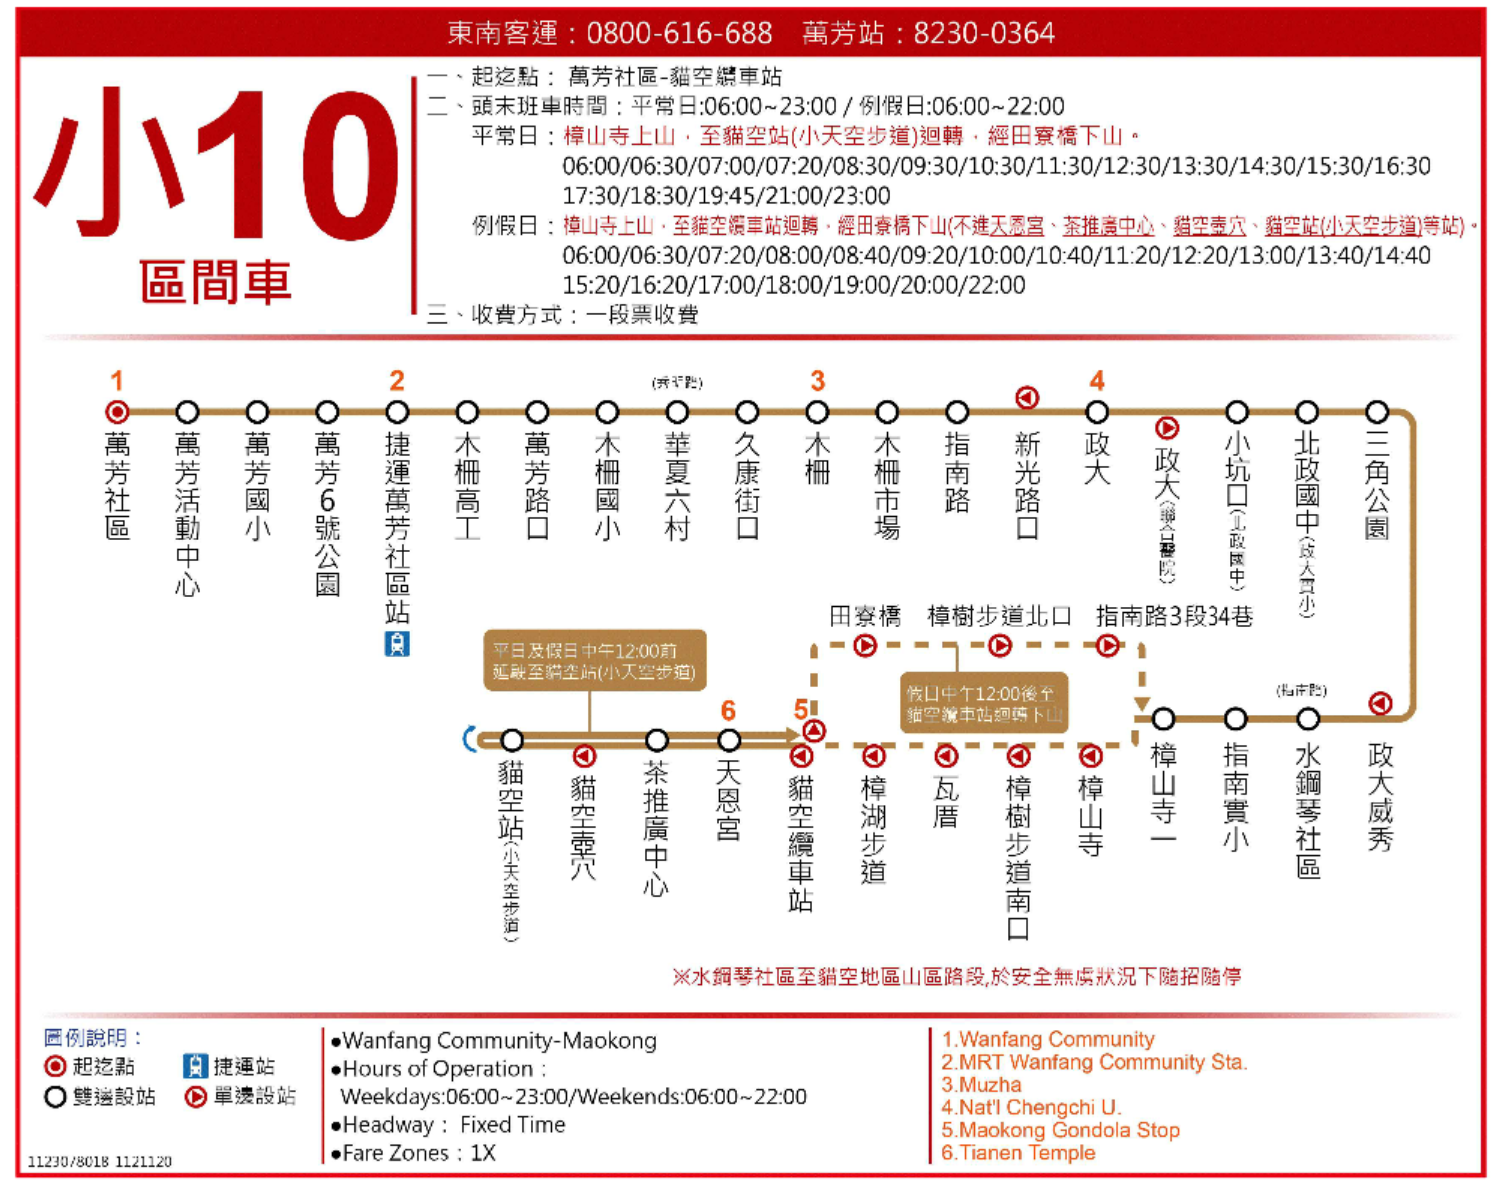 東南客運：0800-616-688　萬芳站：8230-0364
小10
區間車
一、起迄點： 萬芳社區-貓空纜車站
二、頭末班車時間：平常日:06:00~23:00 / 例假日:06:00~22:00
平常日：樟山寺上山，至貓空站(小天空步道)迴轉，經田寮橋下山。
06:00/06:30/07:00/07:20/08:30/09:30/10:30/11:30/12:30/13:30/14:30/15:30/16:30
17:30/18:30/19:45/21:00/23:00
例假日：樟山寺上山，至貓空纜車站迴轉，經田寮橋下山(不進天恩宮、茶推廣中心、貓空壺穴、貓空站(小天空步道)等站)。
06:00/06:30/07:20/08:00/08:40/09:20/10:00/10:40/11:20/12:20/13:00/13:40/14:40
15:20/16:20/17:00/18:00/19:00/20:00/22:00
三、收費方式：一段票收費
1
2
(秀明路)
3
4
萬芳社區
萬芳活動中心
萬芳國小
萬芳6號公園
捷運萬芳社區站
木柵高工
萬芳路口
木柵國小
華夏六村
久康街口
木柵
木柵市場
指南路
新光路口
政大
政大(聯合醫院)
小坑口(北政國中)
北政國中(政大實小)
三角公園
田寮橋
樟樹步道北口
指南路3段34巷
平日及假日中午12:00前
延駛至貓空站(小天空步道)
假日中午12:00後至
貓空纜車站迴轉下山
(指南路)
6
5
貓空站(小天空步道)
貓空壺穴
茶推廣中心
天恩宮
貓空纜車站
樟湖步道
瓦厝
樟樹步道南口
樟山寺
樟山寺一
指南實小
水鋼琴社區
政大威秀
※水鋼琴社區至貓空地區山區路段,於安全無虞狀況下隨招隨停
圖例說明：
起迄點
捷運站
雙邊設站
單邊設站
1123078018 1121120
●Wanfang Community-Maokong
●Hours of Operation：
Weekdays:06:00~23:00/Weekends:06:00~22:00
●Headway： Fixed Time
●Fare Zones：1X
1.Wanfang Community
2.MRT Wanfang Community Sta.
3.Muzha
4.Nat'l Chengchi U.
5.Maokong Gondola Stop
6.Tianen Temple